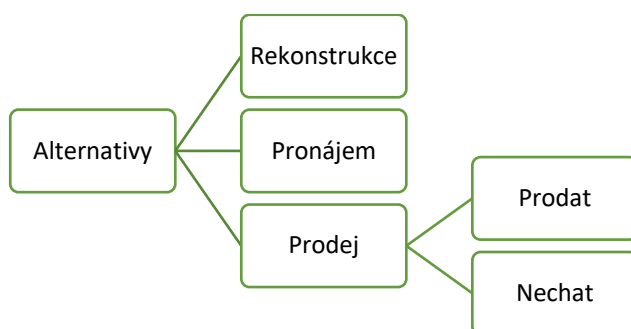 Alternativy
Rekonstrukce
Pronájem
Prodej
Prodat
Nechat